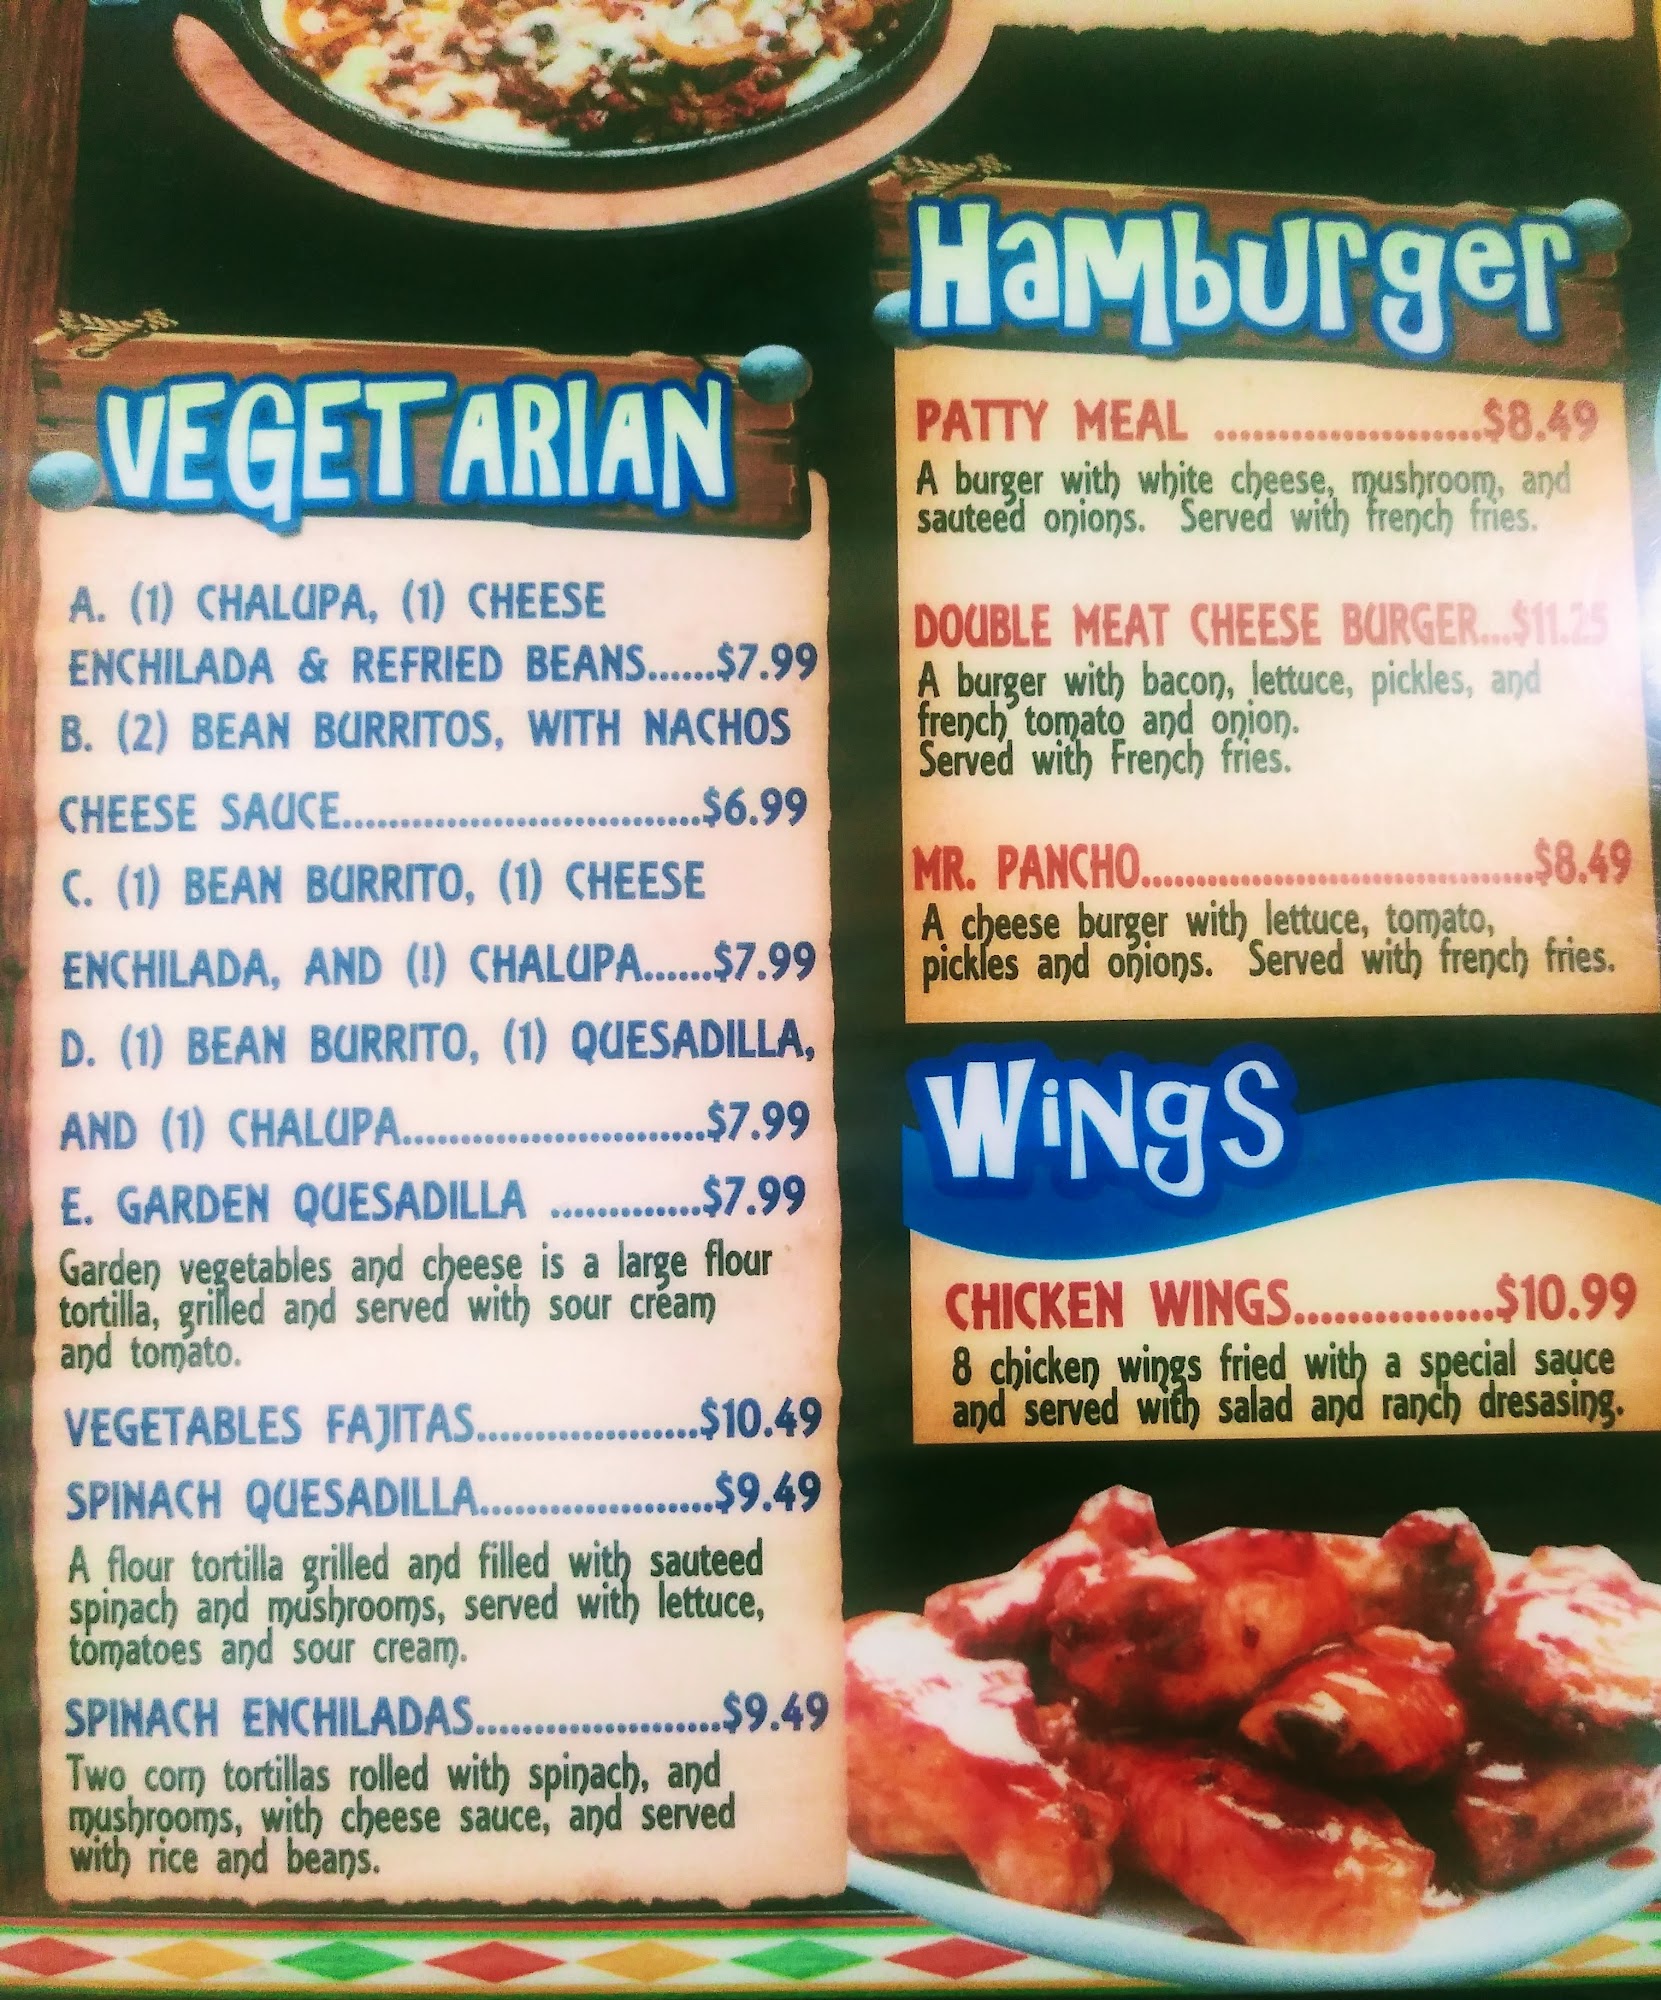 VEGETARIAN
A. (1) CHALUPA, (1) CHEESE
ENCHILADA & REFRIED BEANS......$7.99
B. (2) BEAN BURRITOS, WITH NACHOS
CHEESE SAUCE...............................$6.99
C. (1) BEAN BURRITO, (1) CHEESE
ENCHILADA, AND (!) CHALUPA......$7.99
D. (1) BEAN BURRITO, (1) QUESADILLA,
AND (1) CHALUPA..........................$7.99
E. GARDEN QUESADILLA .............$7.99
Garden vegetables and cheese is a large flour
tortilla, grilled and served with sour cream
and tomato.
VEGETABLES FAJITAS...................$10.49
SPINACH QUESADILLA....................$9.49
A flour tortilla grilled and filled with sauteed
spinach and mushrooms, served with lettuce,
tomatoes and sour cream.
SPINACH ENCHILADAS.....................$9.49
Two corn tortillas rolled with spinach, and
mushrooms, with cheese sauce, and served
with rice and beans.
Hamburger
PATTY MEAL .......................$8.49
A burger with white cheese, mushroom, and
sauteed onions. Served with french fries.
DOUBLE MEAT CHEESE BURGER...$11.25
A burger with bacon, lettuce, pickles, and
french tomato and onion.
Served with French fries.
MR. PANCHO....................................$8.49
A cheese burger with lettuce, tomato,
pickles and onions. Served with french fries.
Wings
CHICKEN WINGS...............$10.99
8 chicken wings fried with a special sauce
and served with salad and ranch dresasing.